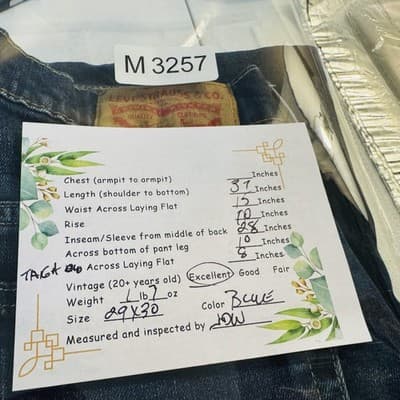 M 3257
LEVI STRAUSS & CO.
QUALITY CLOTHING
Chest (armpit to armpit) Inches
Length (shoulder to bottom) 37 Inches
Waist Across Laying Flat 15 Inches
Rise 10 Inches
Inseam/Sleeve from middle of back 28 Inches
Across bottom of pant leg 10 Inches
Across Laying Flat 8 Inches
Vintage (20+ years old) Excellent Good Fair
Weight 1 lb 7 oz
Color BLUE
Size 29X30
Measured and inspected by